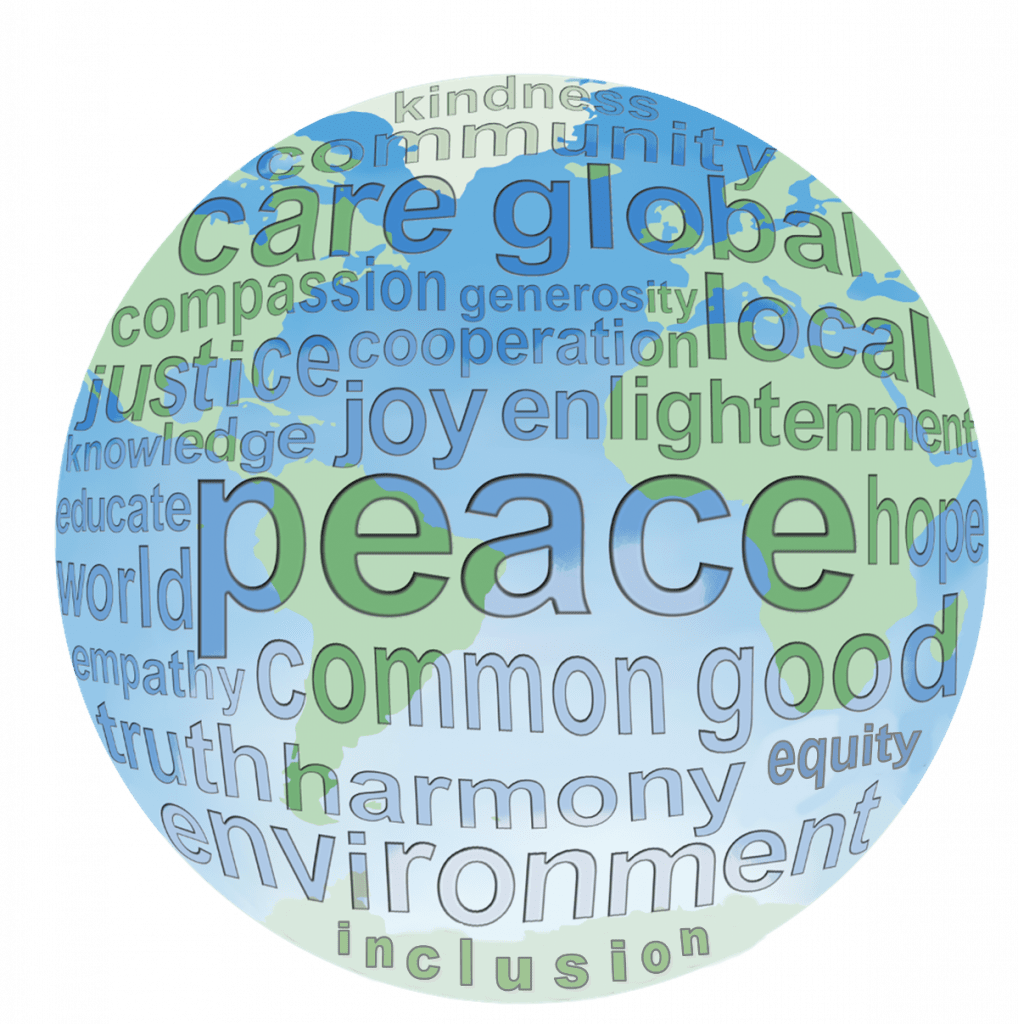 kindness
community
care global
compassion generosity local
justice cooperation
knowledge joy enlightenment
educate peace hope
world
empathy common good
truth harmony equity
environment
inclusion